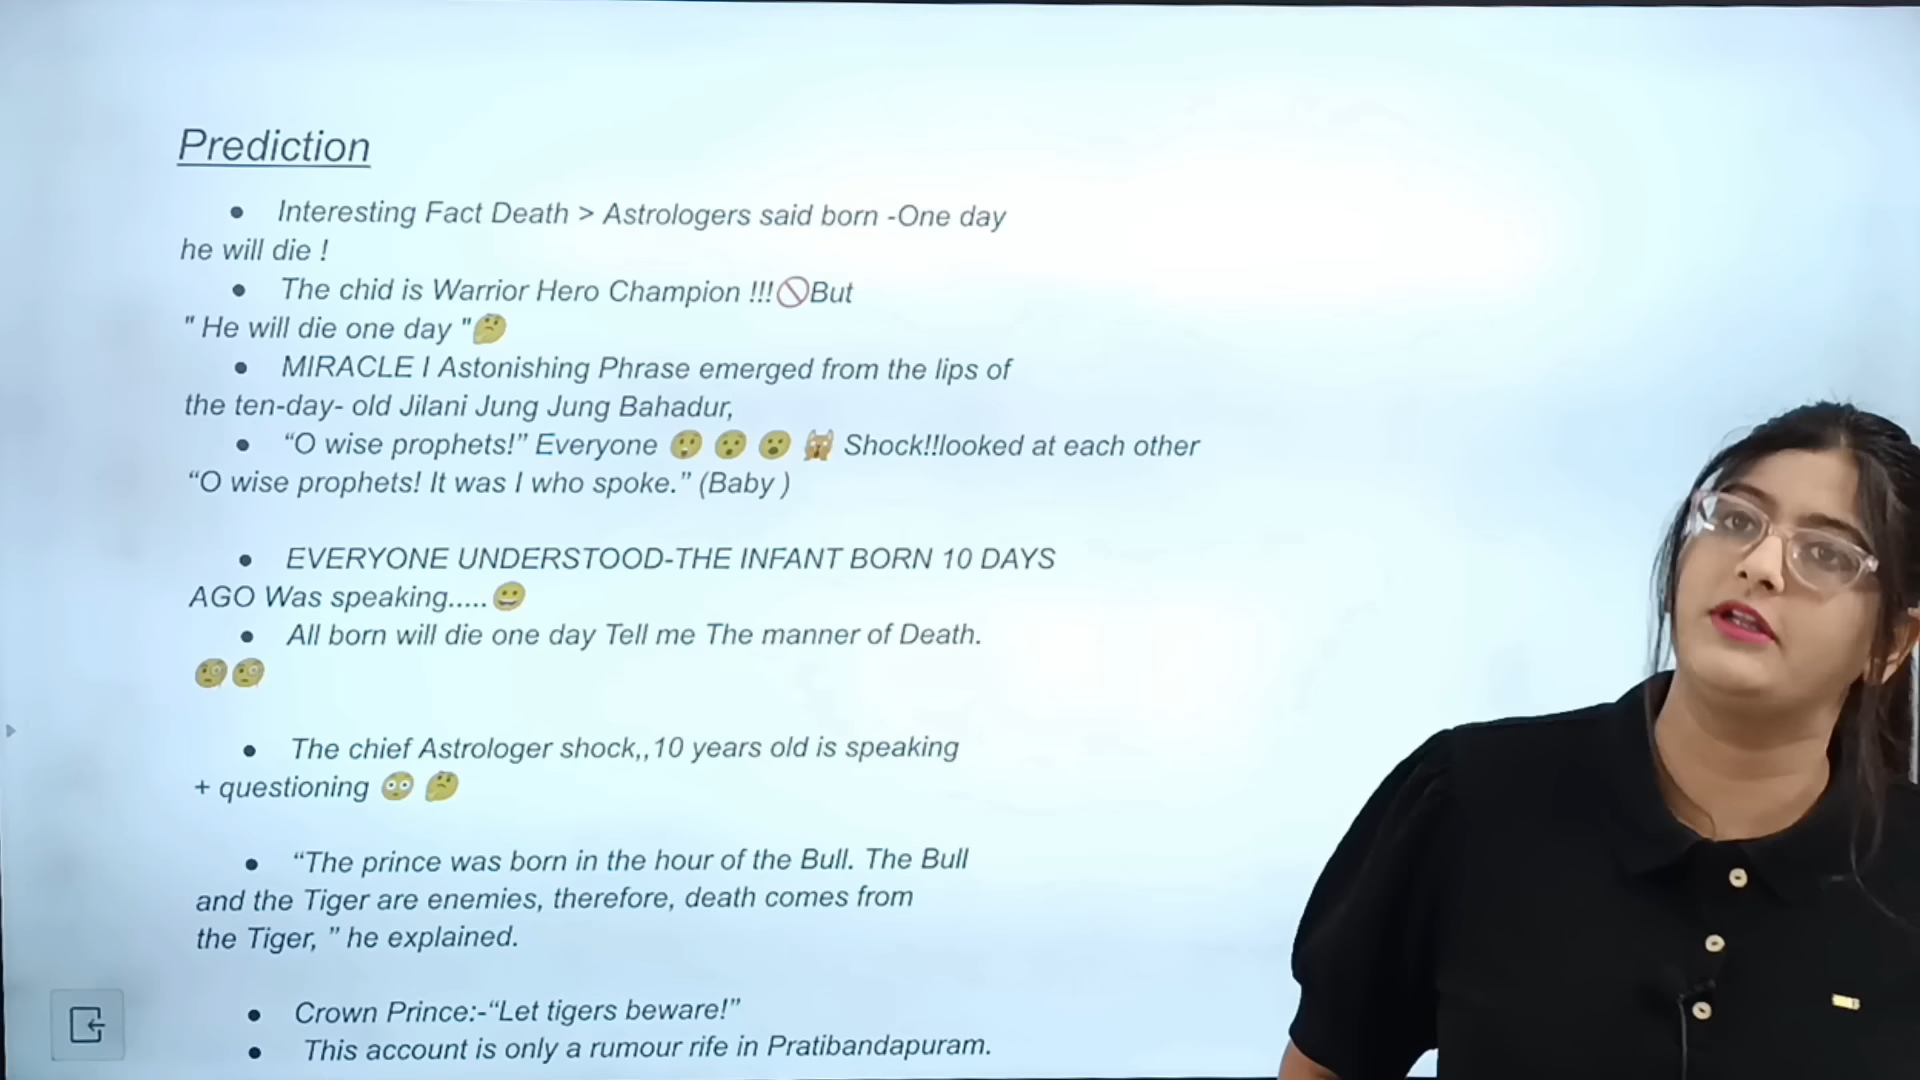 Prediction
● Interesting Fact Death > Astrologers said born -One day
he will die !
● The chid is Warrior Hero Champion !!!🚫But
" He will die one day "🤔
● MIRACLE I Astonishing Phrase emerged from the lips of
the ten-day- old Jilani Jung Jung Bahadur,
● “O wise prophets!” Everyone 😲 😯 😮 🙀 Shock!!looked at each other
“O wise prophets! It was I who spoke.” (Baby )
● EVERYONE UNDERSTOOD-THE INFANT BORN 10 DAYS
AGO Was speaking.....😀
● All born will die one day Tell me The manner of Death.
🧐🧐
● The chief Astrologer shock,,10 years old is speaking
+ questioning 😳 🤔
● “The prince was born in the hour of the Bull. The Bull
and the Tiger are enemies, therefore, death comes from
the Tiger, ” he explained.
● Crown Prince:-“Let tigers beware!”
● This account is only a rumour rife in Pratibandapuram.